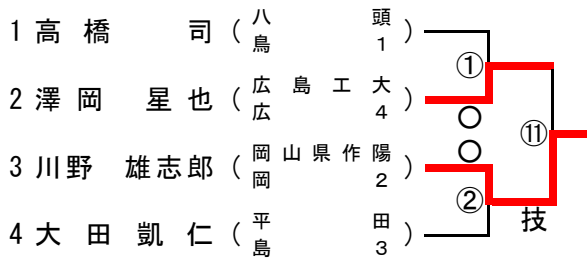 1 高橋 司 (八頭 鳥1)
①
2 澤岡 星也 (広島工大 広4)
○
⑪
○
3 川野 雄志郎 (岡山県作陽 岡2)
②
技
4 大田 凱仁 (平田 島3)